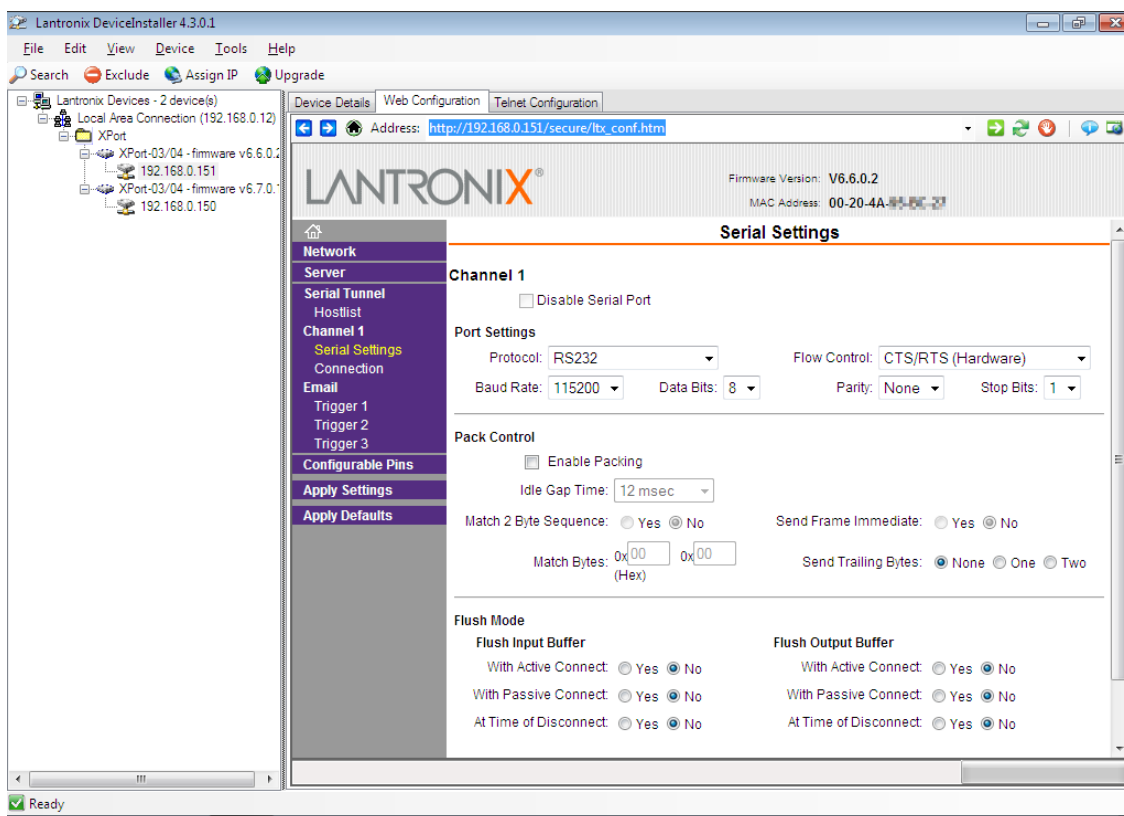 Lantronix DeviceInstaller 4.3.0.1
File Edit View Device Tools Help
Search Exclude Assign IP Upgrade
Lantronix Devices - 2 device(s)
Local Area Connection (192.168.0.12)
XPort
XPort-03/04 - firmware v6.6.0.2
192.168.0.151
XPort-03/04 - firmware v6.7.0.
192.168.0.150
Device Details Web Configuration Telnet Configuration
Address: http://192.168.0.151/secure/ltx_conf.htm
LANTRONIX®
Firmware Version: V6.6.0.2
MAC Address: 00-20-4A-
Network
Server
Serial Tunnel
Hostlist
Channel 1
Serial Settings
Connection
Email
Trigger 1
Trigger 2
Trigger 3
Configurable Pins
Apply Settings
Apply Defaults
Serial Settings
Channel 1
Disable Serial Port
Port Settings
Protocol: RS232 Flow Control: CTS/RTS (Hardware)
Baud Rate: 115200 Data Bits: 8 Parity: None Stop Bits: 1
Pack Control
Enable Packing
Idle Gap Time: 12 msec
Match 2 Byte Sequence: Yes No Send Frame Immediate: Yes No
Match Bytes: 0x 00 0x 00 Send Trailing Bytes: None One Two
(Hex)
Flush Mode
Flush Input Buffer Flush Output Buffer
With Active Connect: Yes No With Active Connect: Yes No
With Passive Connect: Yes No With Passive Connect: Yes No
At Time of Disconnect: Yes No At Time of Disconnect: Yes No
Ready